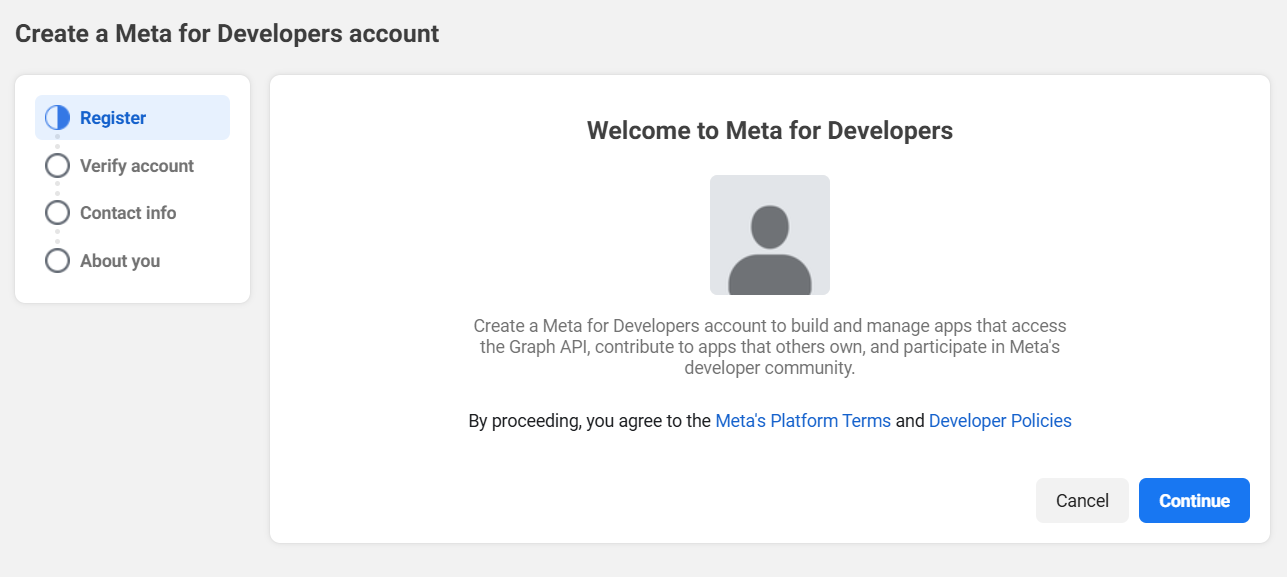 Create a Meta for Developers account
Register
Verify account
Contact info
About you
Welcome to Meta for Developers
Create a Meta for Developers account to build and manage apps that access
the Graph API, contribute to apps that others own, and participate in Meta's
developer community.
By proceeding, you agree to the Meta's Platform Terms and Developer Policies
Cancel
Continue